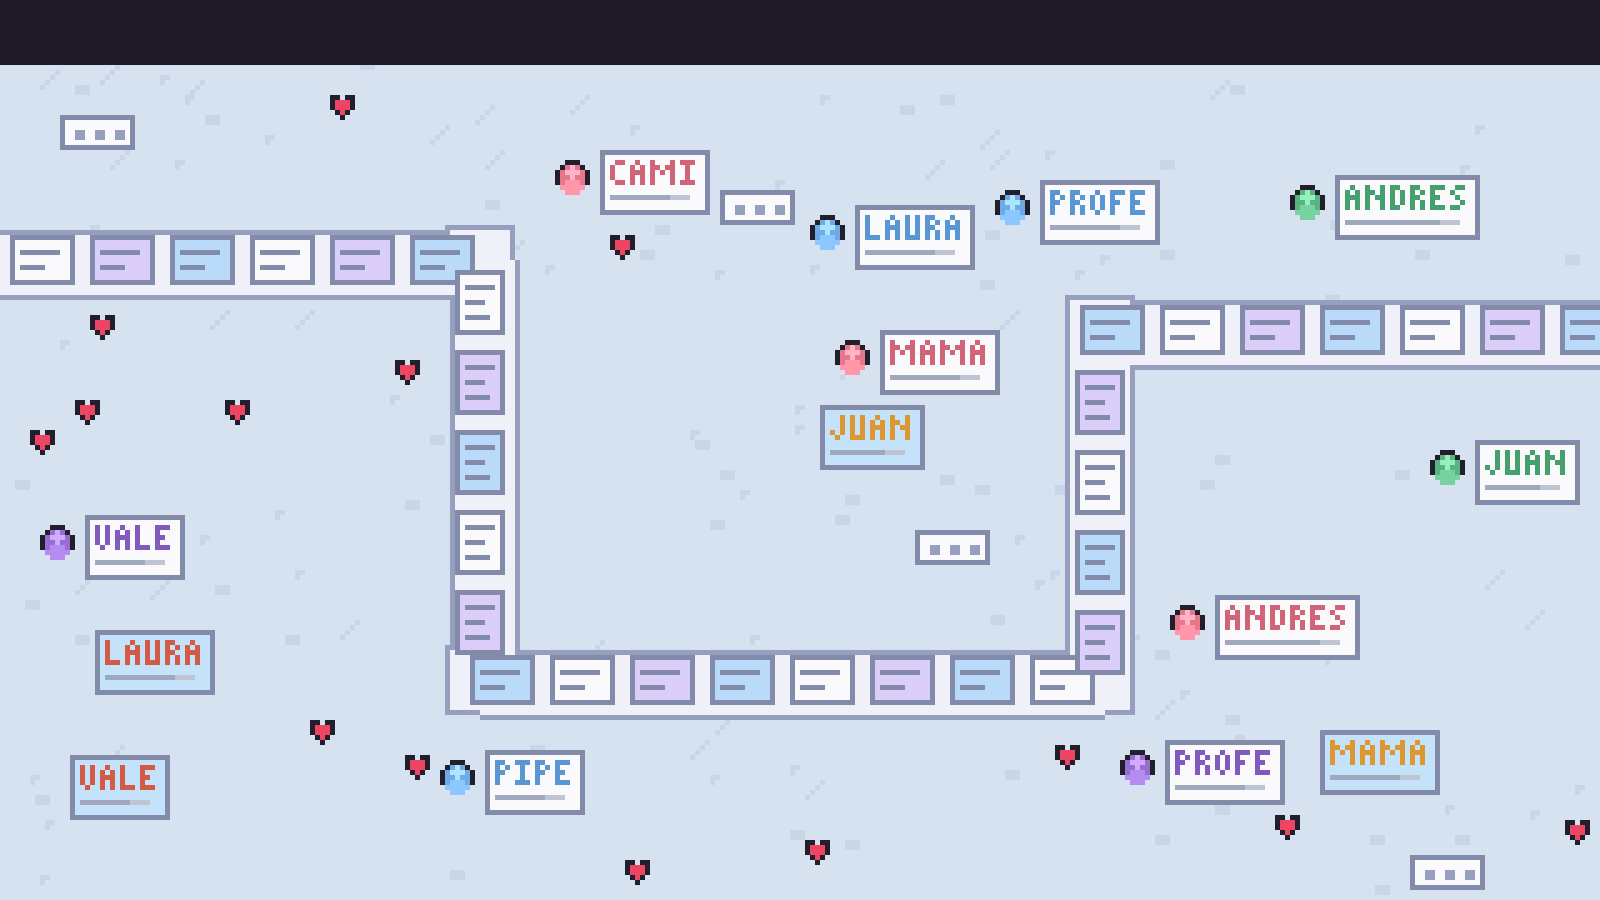 CAMI
ANDRES
PROFE
LAURA
MAMA
JUAN
JUAN
VALE
ANDRES
LAURA
MAMA
PROFE
PIPE
VALE